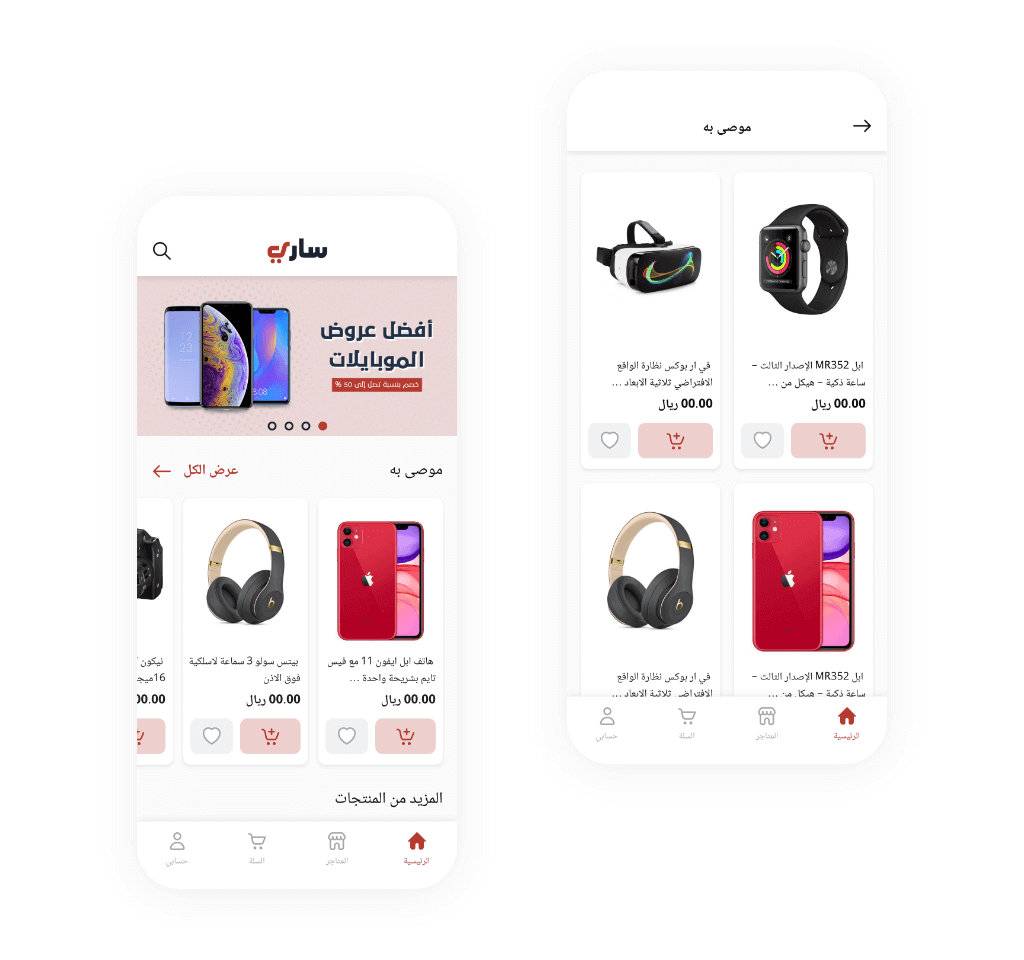 ساري
أفضل عروض
الموبايلات
خصم بنسبة تصل إلى 50 %
موصى به
عرض الكل
هاتف ابل ايفون 11 مع فيس
تايم بشريحة واحدة ...
00.00 ريال
بيتس سولو 3 سماعة لاسلكية
فوق الاذن
00.00 ريال
نيكون
16ميجا
00.00
المزيد من المنتجات
الرئيسية
المتاجر
السلة
حسابي
موصى به
ابل MR352 الإصدار الثالث –
ساعة ذكية – هيكل من ...
00.00 ريال
في ار بوكس نظارة الواقع
الافتراضي ثلاثية الابعاد ...
00.00 ريال
ابل MR352 الإصدار الثالث –
ساعة ذكية – هيكل من ...
في ار بوكس نظارة الواقع
الافتراضي ثلاثية الابعاد ...
الرئيسية
المتاجر
السلة
حسابي